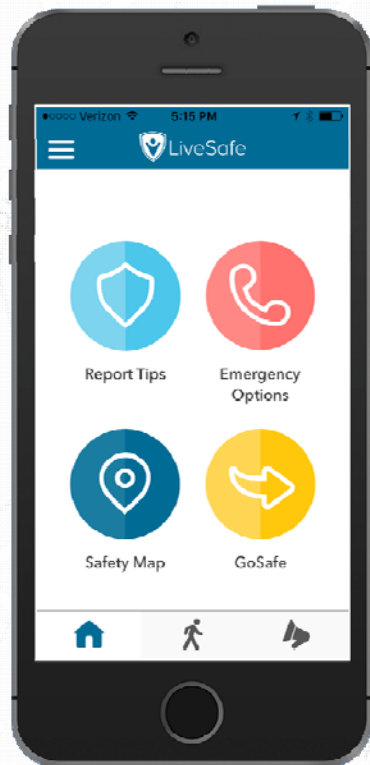 Verizon 5:15 PM
LiveSafe
Report Tips
Emergency
Options
Safety Map
GoSafe